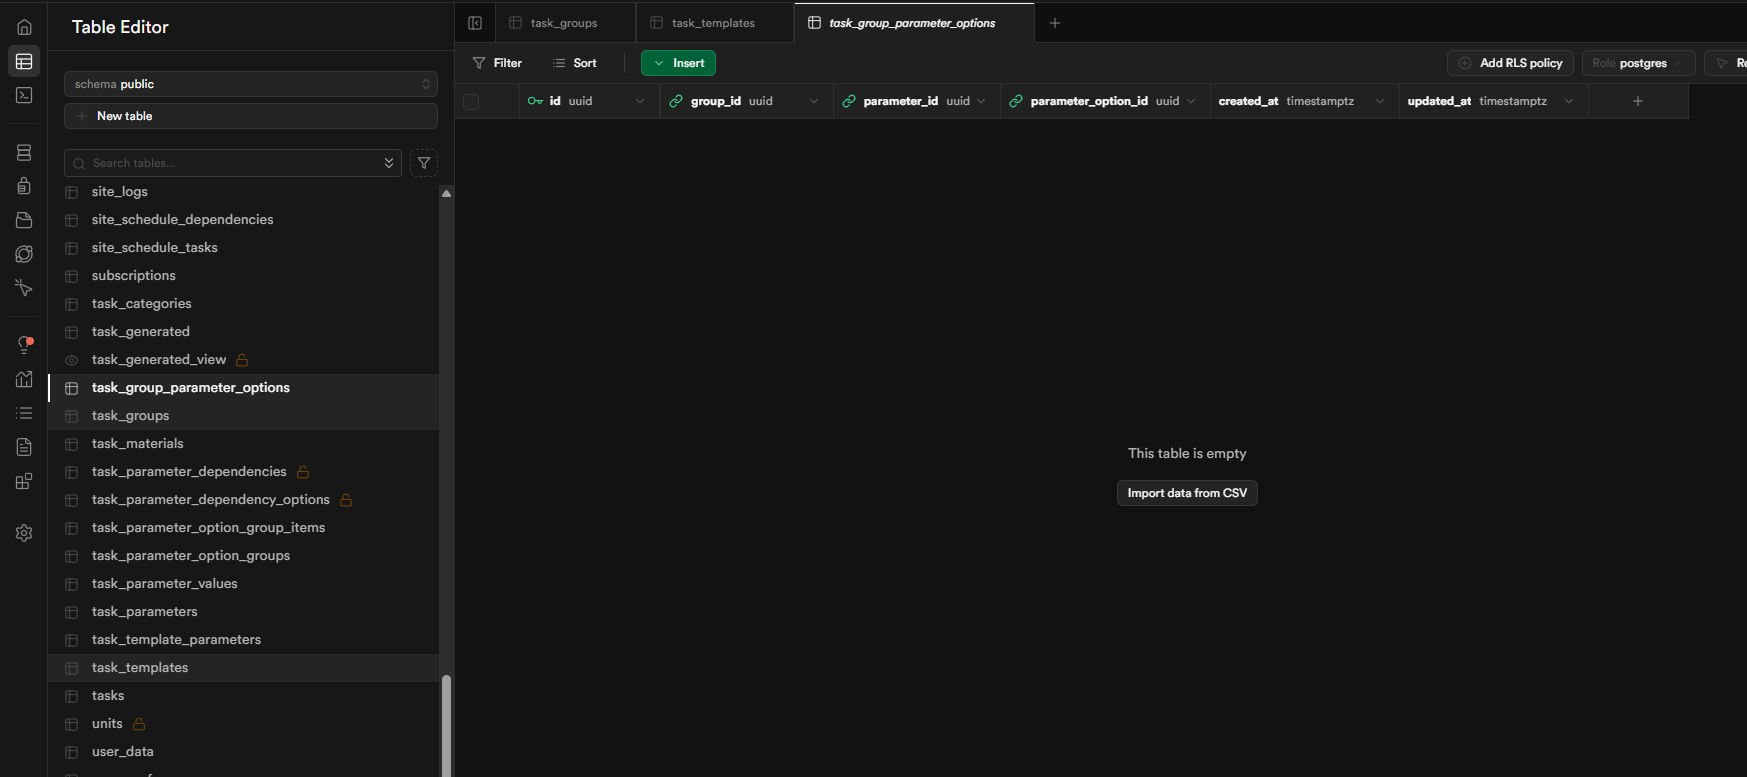 Table Editor
task_groups
task_templates
task_group_parameter_options
schema public
Filter
Sort
Insert
Add RLS policy
Role postgres
New table
id uuid
group_id uuid
parameter_id uuid
parameter_option_id uuid
created_at timestamptz
updated_at timestamptz
Search tables...
site_logs
site_schedule_dependencies
site_schedule_tasks
subscriptions
task_categories
task_generated
task_generated_view
task_group_parameter_options
task_groups
task_materials
task_parameter_dependencies
task_parameter_dependency_options
task_parameter_option_group_items
task_parameter_option_groups
task_parameter_values
task_parameters
task_template_parameters
task_templates
tasks
units
user_data
This table is empty
Import data from CSV